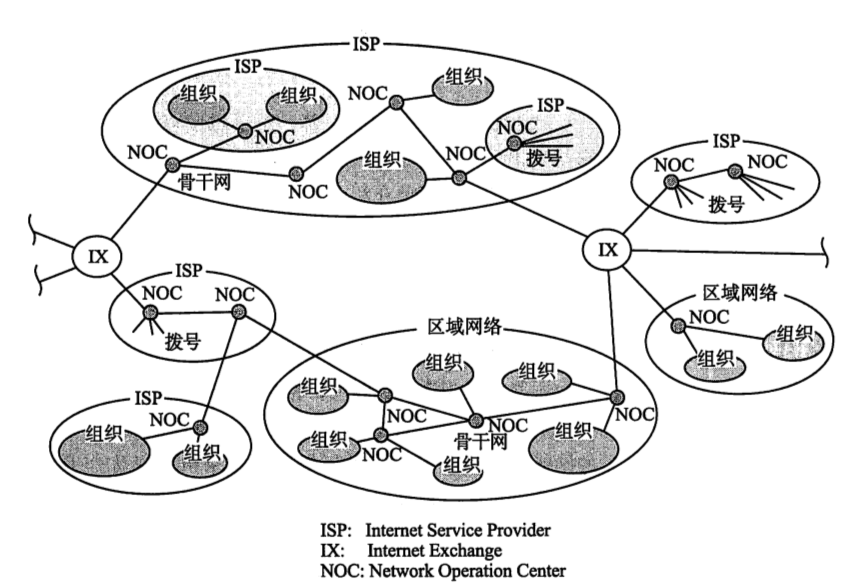 ISP
ISP
组织
组织
NOC
NOC
组织
ISP
NOC
拨号
NOC
骨干网
NOC
组织
NOC
ISP
NOC
NOC
拨号
IX
IX
ISP
NOC
NOC
拨号
区域网络
NOC
组织
组织
区域网络
组织
组织
组织
NOC
NOC
骨干网
NOC
组织
NOC
组织
组织
ISP
NOC
组织
组织
ISP: Internet Service Provider
IX: Internet Exchange
NOC: Network Operation Center